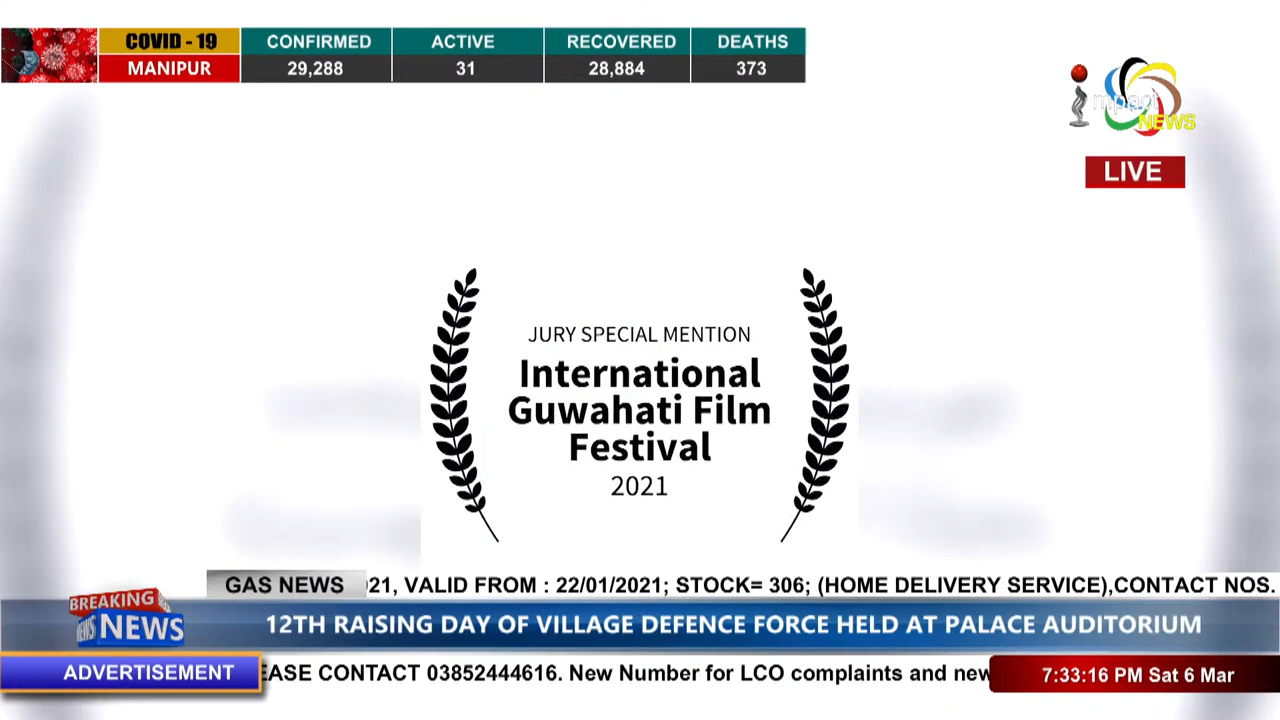 COVID - 19 CONFIRMED ACTIVE RECOVERED DEATHS
MANIPUR 29,288 31 28,884 373
impact
NEWS
LIVE
JURY SPECIAL MENTION
International
Guwahati Film
Festival
2021
GAS NEWS 21, VALID FROM : 22/01/2021; STOCK= 306; (HOME DELIVERY SERVICE),CONTACT NOS.
BREAKING
NEWS
12TH RAISING DAY OF VILLAGE DEFENCE FORCE HELD AT PALACE AUDITORIUM
ADVERTISEMENT EASE CONTACT 03852444616. New Number for LCO complaints and new
7:33:16 PM Sat 6 Mar